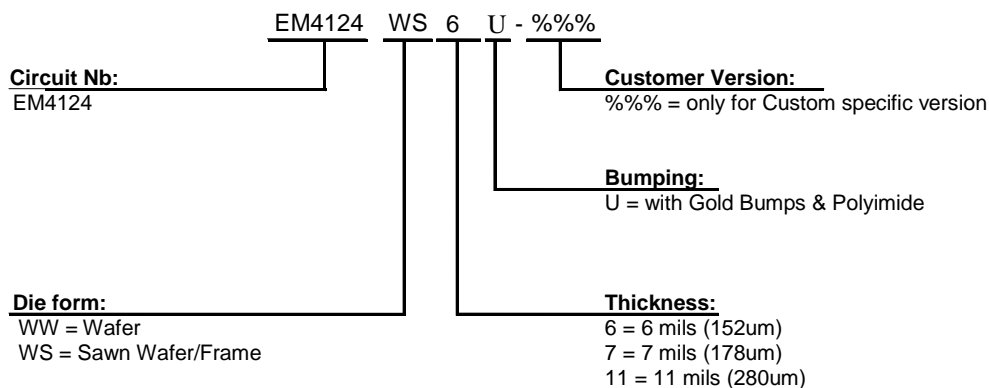 EM4124 WS 6 U - %%%
Circuit Nb:
EM4124
Customer Version:
%%% = only for Custom specific version
Bumping:
U = with Gold Bumps & Polyimide
Die form:
WW = Wafer
WS = Sawn Wafer/Frame
Thickness:
6 = 6 mils (152um)
7 = 7 mils (178um)
11 = 11 mils (280um)